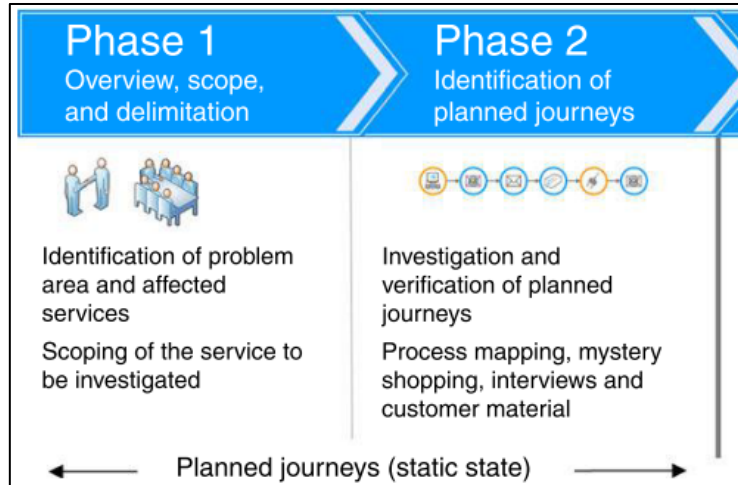 Phase 1
Overview, scope,
and delimitation
Phase 2
Identification of
planned journeys
Identification of problem
area and affected
services
Scoping of the service to
be investigated
Investigation and
verification of planned
journeys
Process mapping, mystery
shopping, interviews and
customer material
Planned journeys (static state)